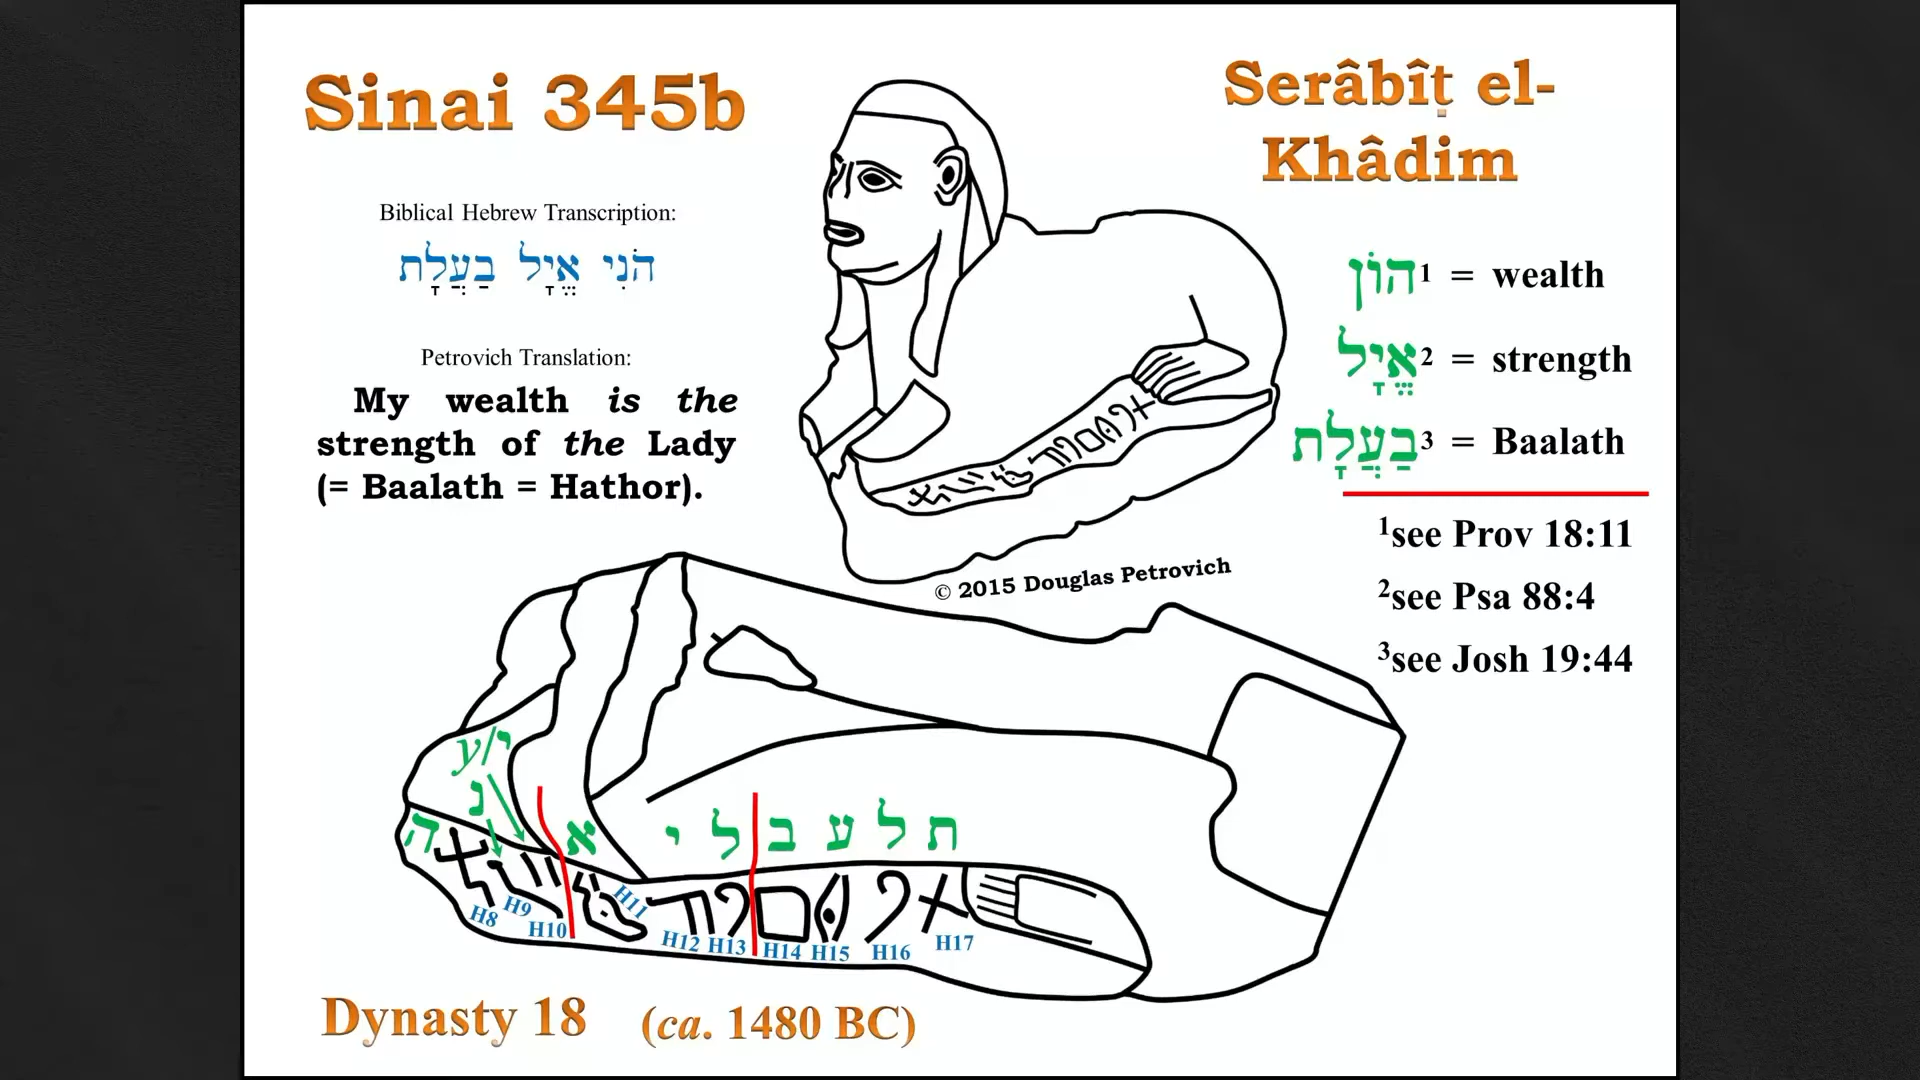 Sinai 345b
Serâbîṭ el-
Khâdim
Biblical Hebrew Transcription:
הֹנִי אֱיָל בַּעֲלָת
Petrovich Translation:
My wealth is the
strength of the Lady
(= Baalath = Hathor).
הוֹן1 = wealth
אֱיָל2 = strength
בַּעֲלָת3 = Baalath
1see Prov 18:11
2see Psa 88:4
3see Josh 19:44
© 2015 Douglas Petrovich
י/y
נ
ה
א
י
ל
ב
ע
ל
ת
H8
H9
H10
H11
H12
H13
H14
H15
H16
H17
Dynasty 18 (ca. 1480 BC)